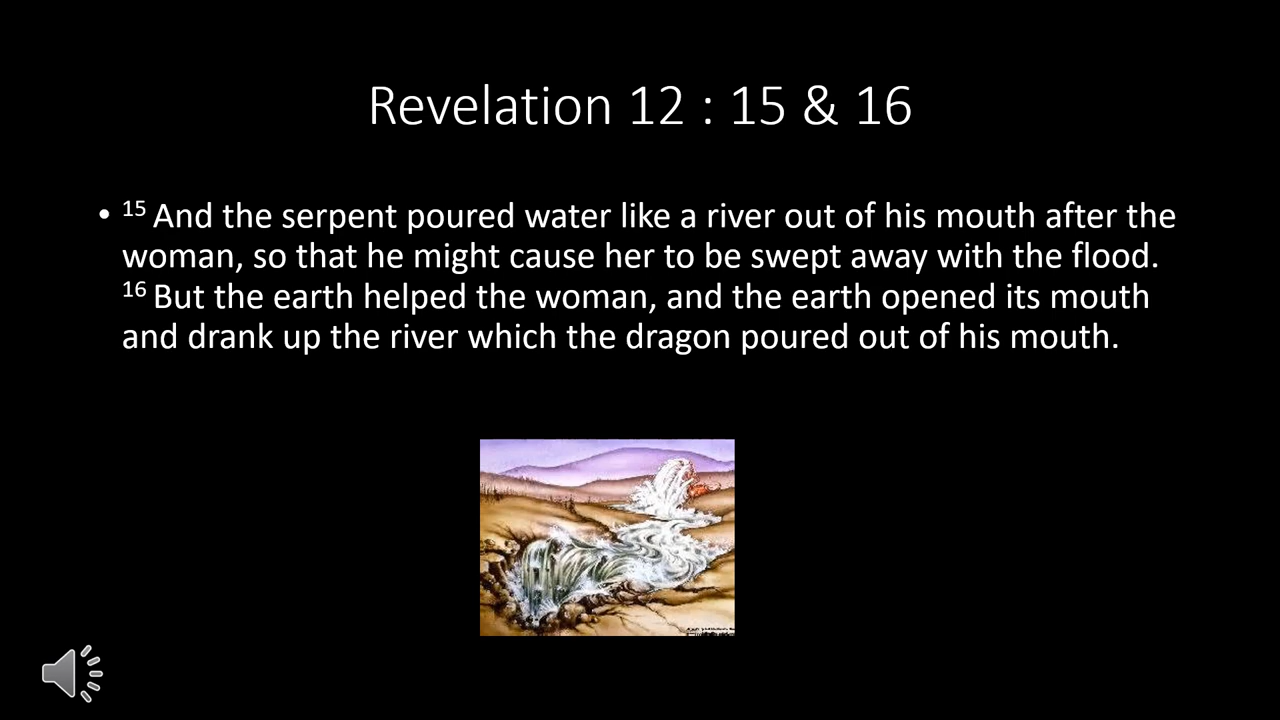 Revelation 12 : 15 & 16
• 15 And the serpent poured water like a river out of his mouth after the
woman, so that he might cause her to be swept away with the flood.
16 But the earth helped the woman, and the earth opened its mouth
and drank up the river which the dragon poured out of his mouth.